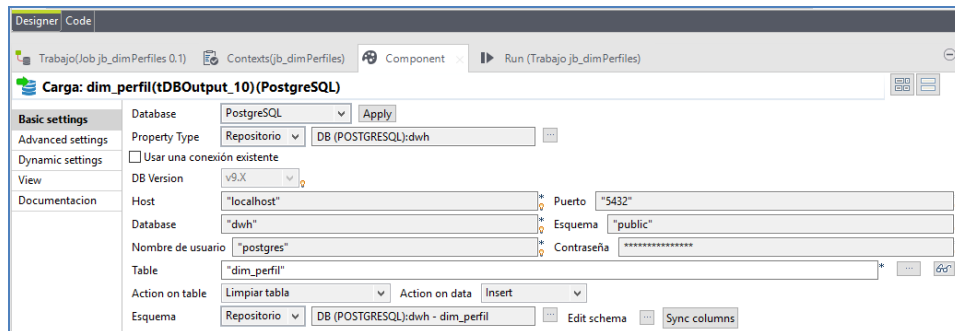 Designer Code
Trabajo(Job jb_dimPerfiles 0.1) Contexts(jb_dimPerfiles) Component Run (Trabajo jb_dimPerfiles)
Carga: dim_perfil(tDBOutput_10)(PostgreSQL)
Basic settings
Advanced settings
Dynamic settings
View
Documentacion
Database PostgreSQL Apply
Property Type Repositorio DB (POSTGRESQL):dwh ...
Usar una conexión existente
DB Version v9.X
Host "localhost" * Puerto "5432"
Database "dwh" * Esquema "public"
Nombre de usuario "postgres" * Contraseña ***************
Table "dim_perfil" * ...
Action on table Limpiar tabla Action on data Insert
Esquema Repositorio DB (POSTGRESQL):dwh - dim_perfil ... Edit schema ... Sync columns